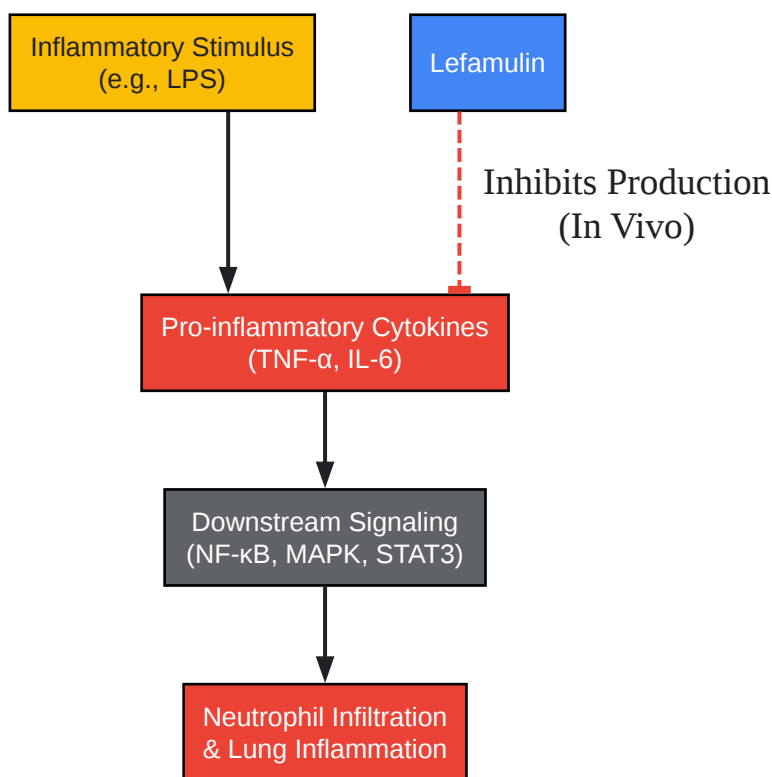 Inflammatory Stimulus
(e.g., LPS)
Lefamulin
Inhibits Production
(In Vivo)
Pro-inflammatory Cytokines
(TNF-α, IL-6)
Downstream Signaling
(NF-κB, MAPK, STAT3)
Neutrophil Infiltration
& Lung Inflammation